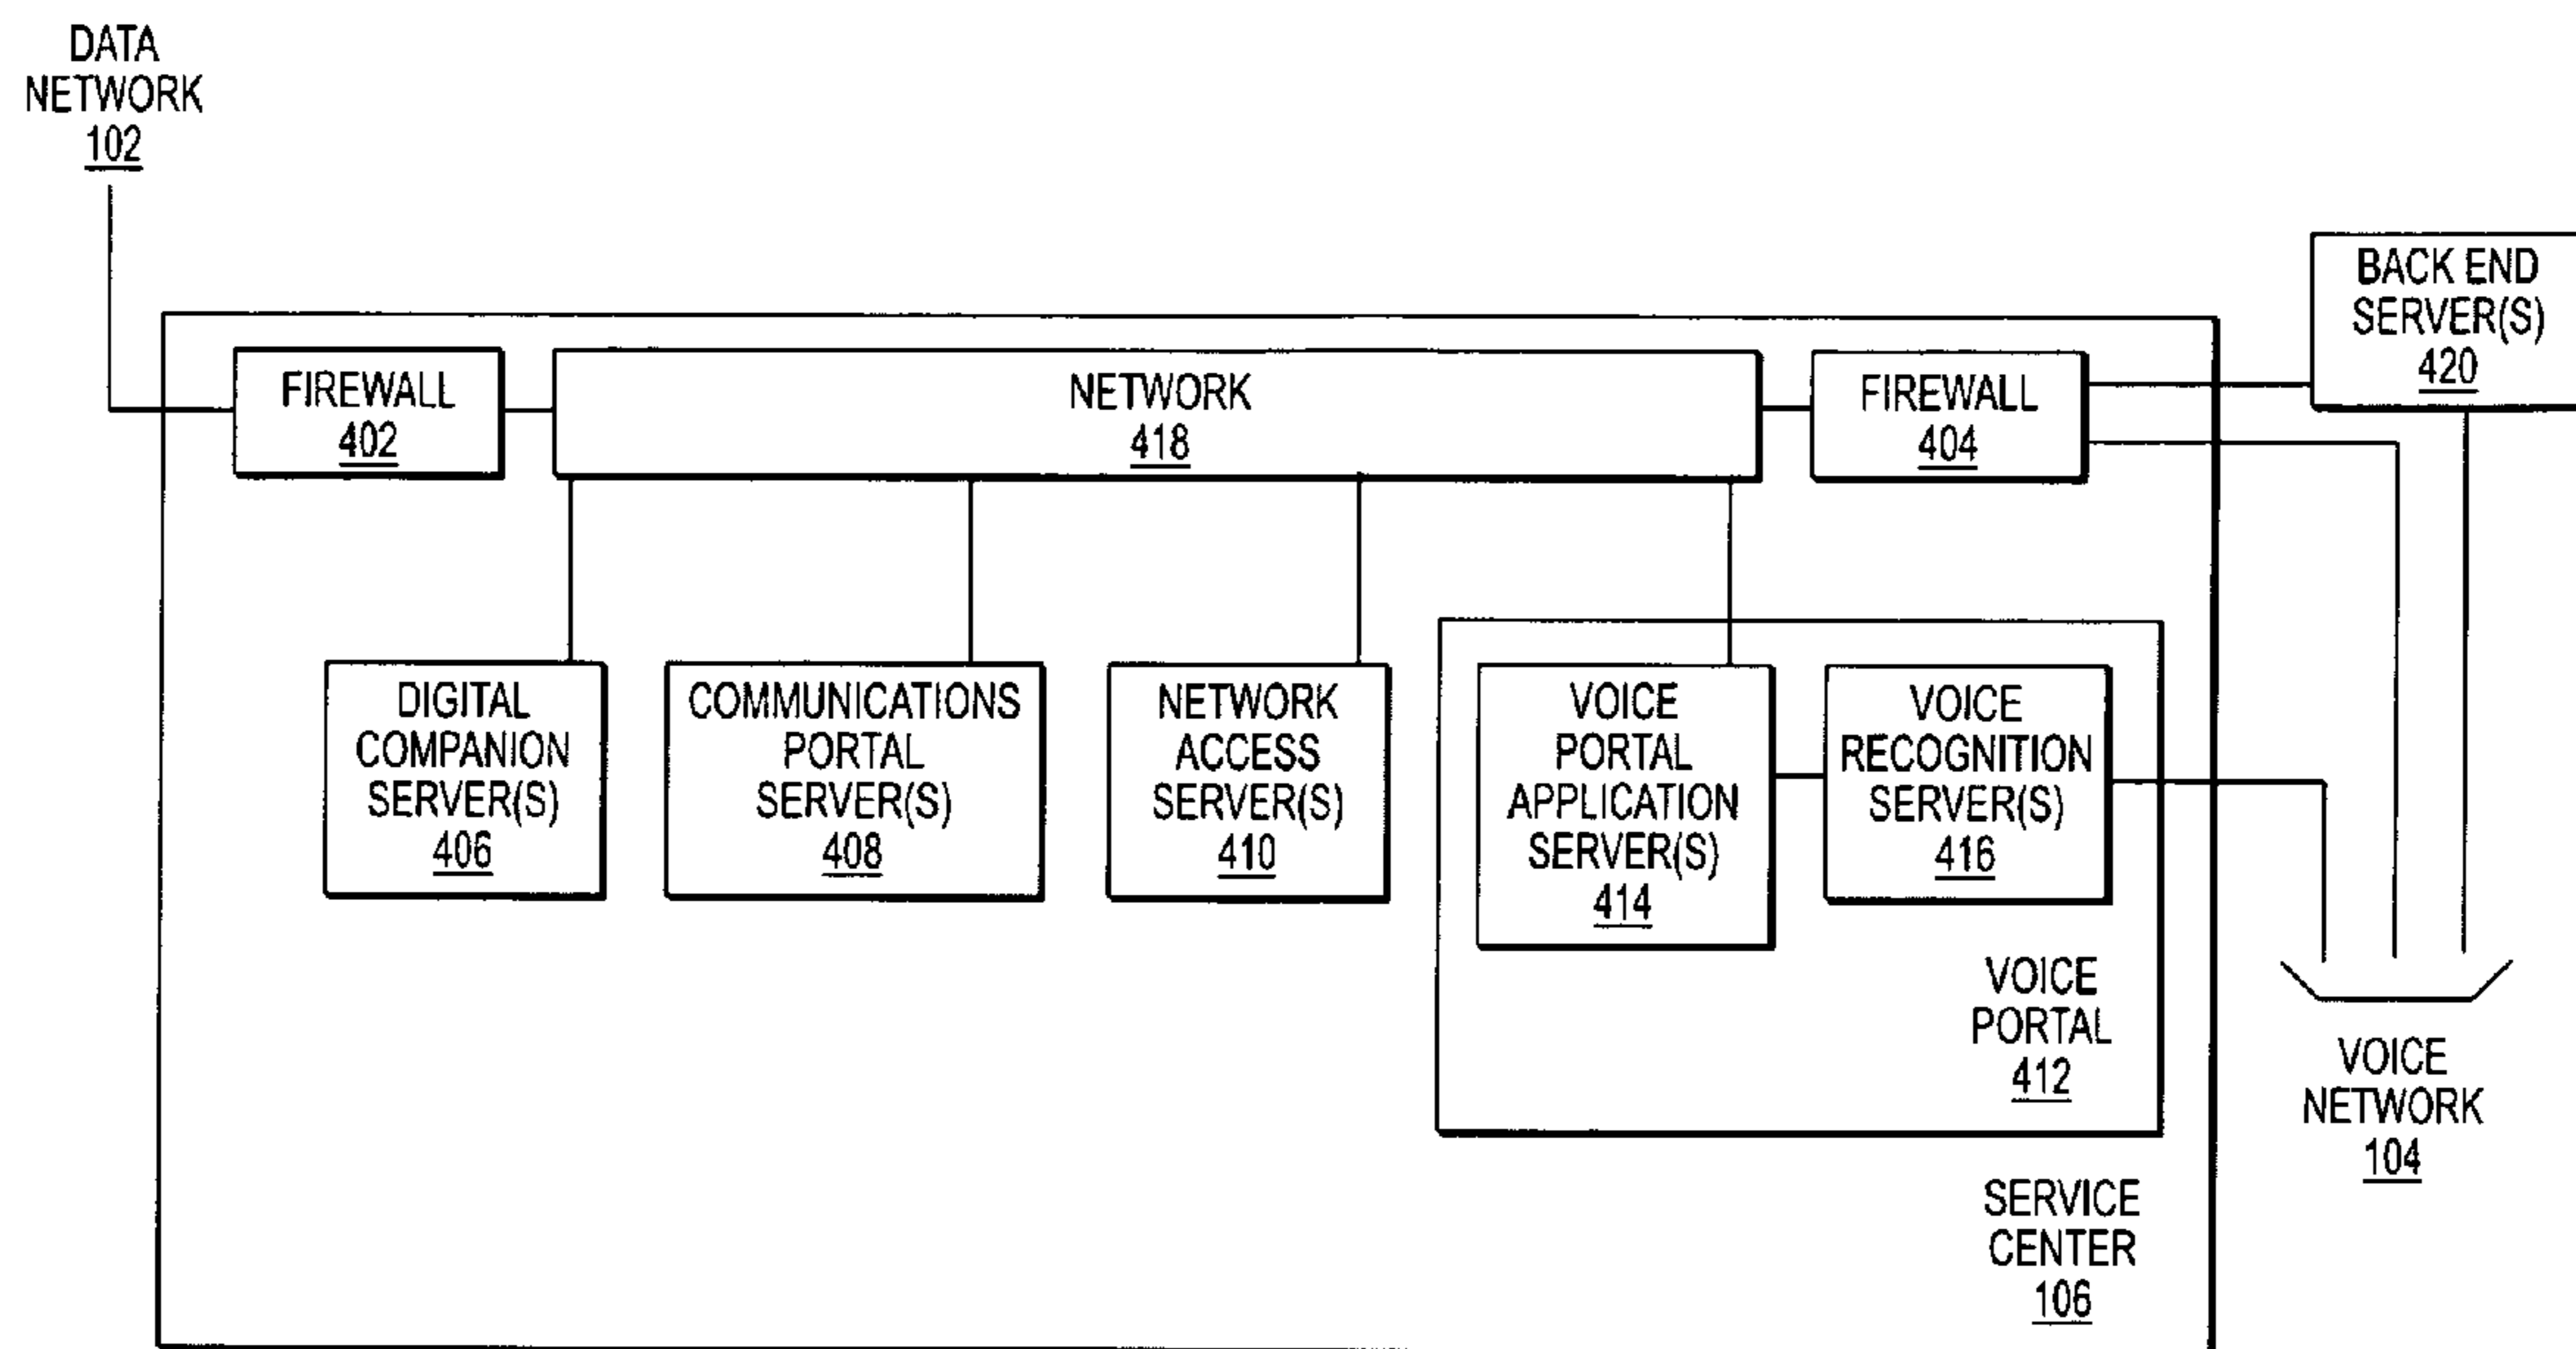 DATA
NETWORK
102
BACK END
SERVER(S)
420
FIREWALL
402
NETWORK
418
FIREWALL
404
DIGITAL
COMPANION
SERVER(S)
406
COMMUNICATIONS
PORTAL
SERVER(S)
408
NETWORK
ACCESS
SERVER(S)
410
VOICE
PORTAL
APPLICATION
SERVER(S)
414
VOICE
RECOGNITION
SERVER(S)
416
VOICE
PORTAL
412
VOICE
NETWORK
104
SERVICE
CENTER
106